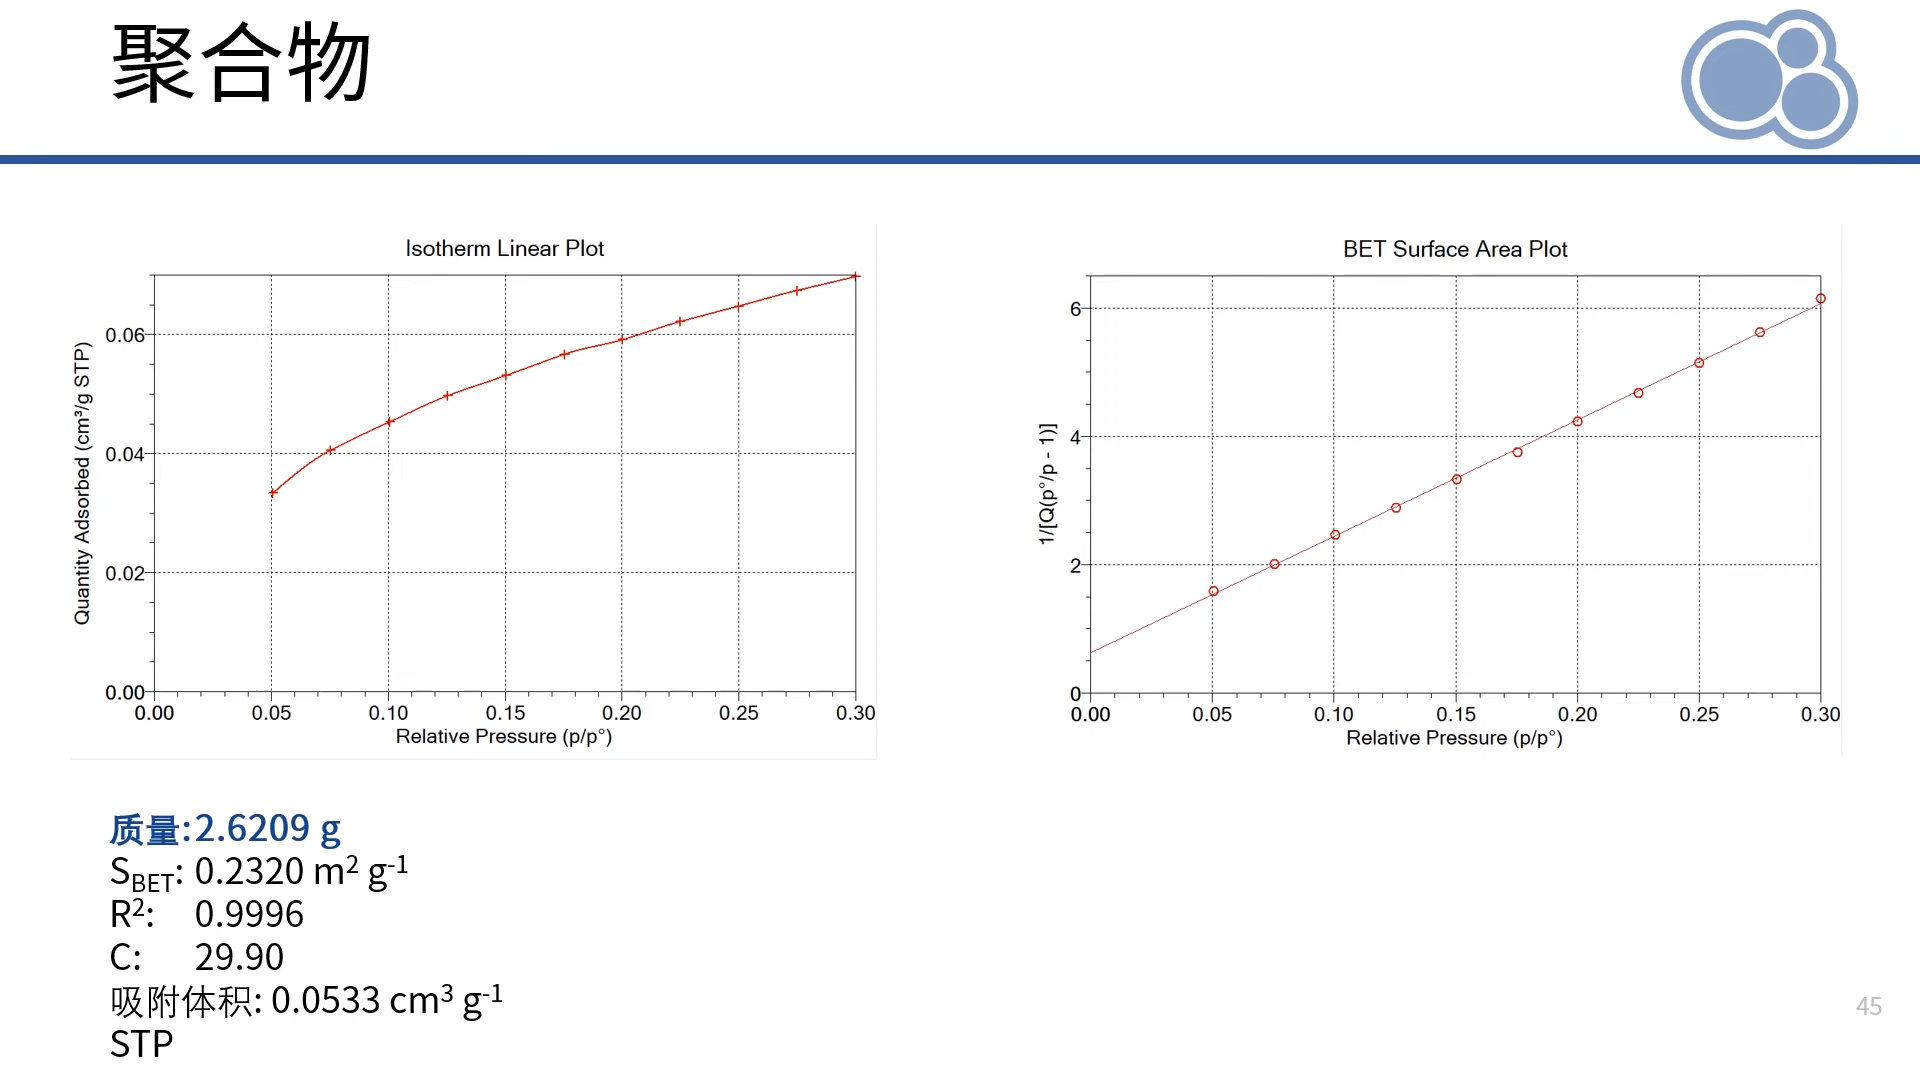 聚合物
Isotherm Linear Plot
Quantity Adsorbed (cm³/g STP)
0.06
0.04
0.02
0.00
0.00 0.05 0.10 0.15 0.20 0.25 0.30
Relative Pressure (p/p°)
BET Surface Area Plot
1/[Q(p°/p - 1)]
6
4
2
0
0.00 0.05 0.10 0.15 0.20 0.25 0.30
Relative Pressure (p/p°)
质量:2.6209 g
S_BET: 0.2320 m² g⁻¹
R²: 0.9996
C: 29.90
吸附体积: 0.0533 cm³ g⁻¹
STP
45